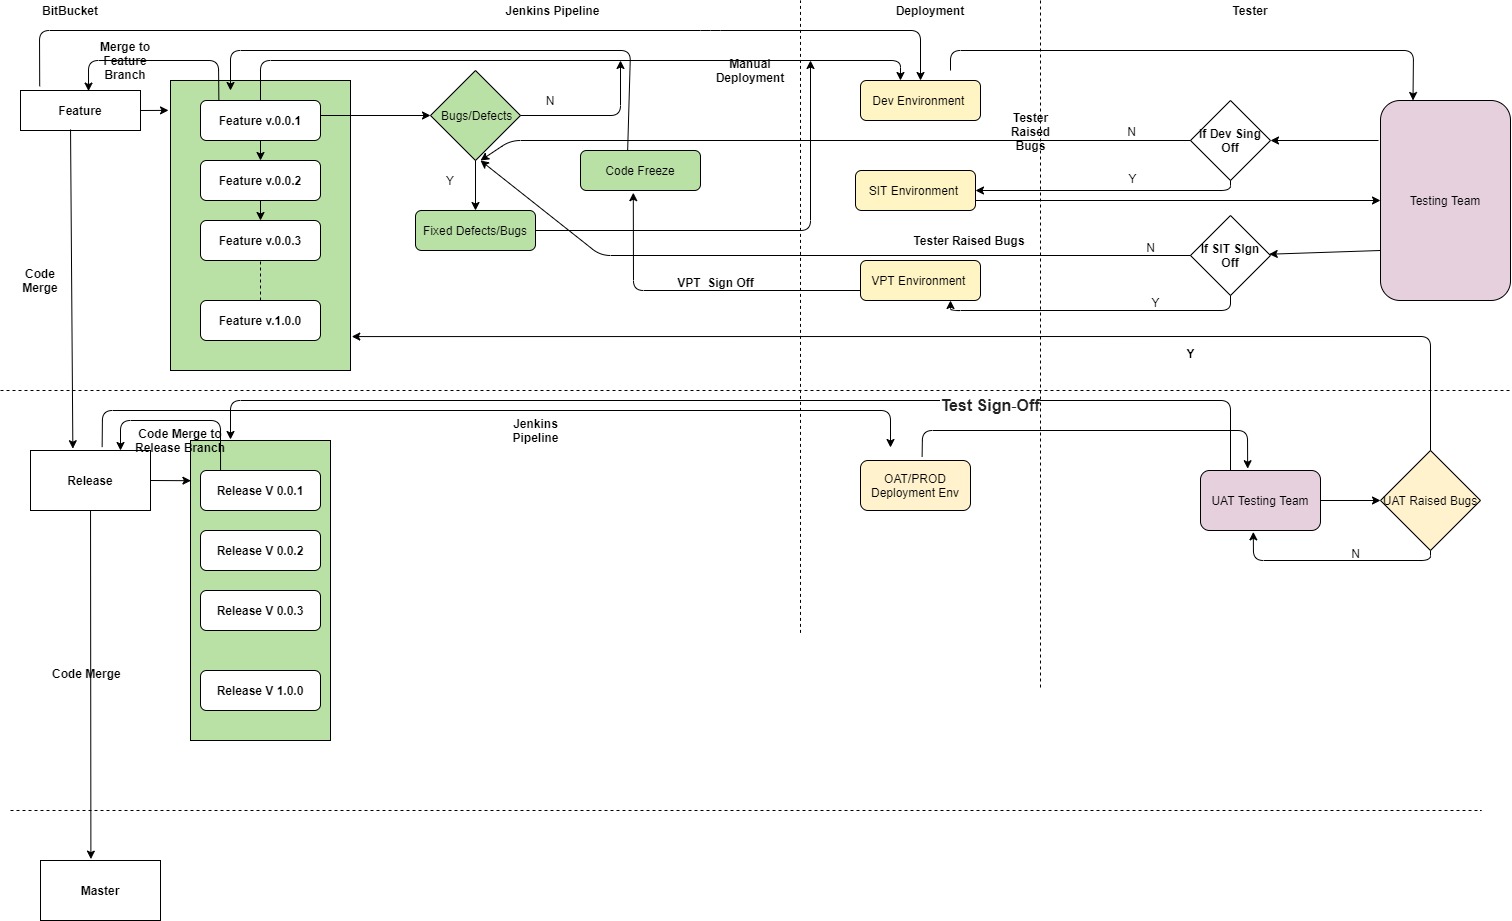 BitBucket
Jenkins Pipeline
Deployment
Tester
Merge to
Feature
Branch
Manual
Deployment
Feature
Feature v.0.0.1
Bugs/Defects
N
Dev Environment
Tester
Raised
Bugs
N
If Dev Sing
Off
Feature v.0.0.2
Y
Code Freeze
SIT Environment
Y
Testing Team
Feature v.0.0.3
Fixed Defects/Bugs
Tester Raised Bugs
N
If SIT SIgn
Off
Code
Merge
VPT  Sign Off
VPT Environment
Y
Feature v.1.0.0
Y
Test Sign-Off
Code Merge to
Release Branch
Jenkins
Pipeline
Release
Release V 0.0.1
OAT/PROD
Deployment Env
UAT Testing Team
UAT Raised Bugs
N
Release V 0.0.2
Release V 0.0.3
Code Merge
Release V 1.0.0
Master